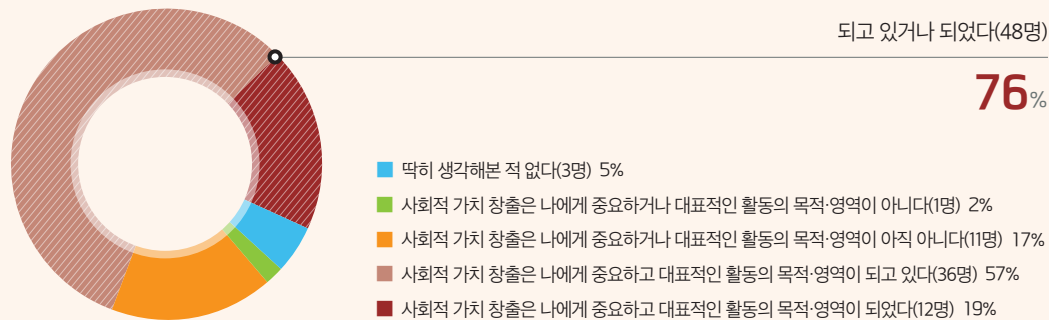 되고 있거나 되었다(48명)
76%
딱히 생각해본 적 없다(3명) 5%
사회적 가치 창출은 나에게 중요하거나 대표적인 활동의 목적·영역이 아니다(1명) 2%
사회적 가치 창출은 나에게 중요하거나 대표적인 활동의 목적·영역이 아직 아니다(11명) 17%
사회적 가치 창출은 나에게 중요하고 대표적인 활동의 목적·영역이 되고 있다(36명) 57%
사회적 가치 창출은 나에게 중요하고 대표적인 활동의 목적·영역이 되었다(12명) 19%